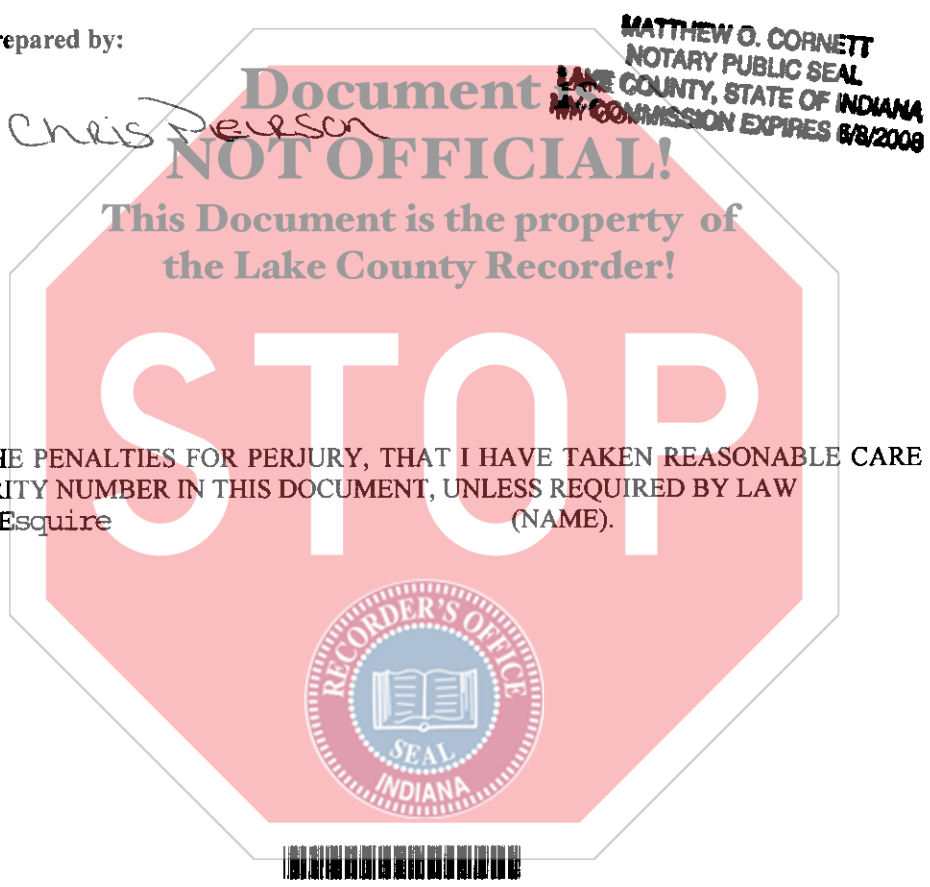 repared by:
MATTHEW O. CORNETT
NOTARY PUBLIC SEAL
LAKE COUNTY, STATE OF INDIANA
MY COMMISSION EXPIRES 6/8/2008
Chris Pierson
Document is
NOT OFFICIAL!
This Document is the property of
the Lake County Recorder!
STOP
HE PENALTIES FOR PERJURY, THAT I HAVE TAKEN REASONABLE CARE
RITY NUMBER IN THIS DOCUMENT, UNLESS REQUIRED BY LAW
Esquire (NAME).
RECORDER'S OFFICE
SEAL
INDIANA